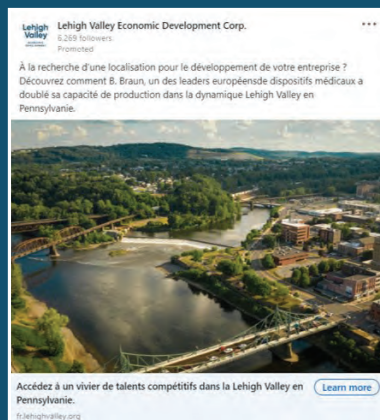 Lehigh
Valley
Lehigh Valley Economic Development Corp.
6,269 followers
Promoted
À la recherche d'une localisation pour le développement de votre entreprise ?
Découvrez comment B. Braun, un des leaders européensde dispositifs médicaux a
doublé sa capacité de production dans la dynamique Lehigh Valley en
Pennsylvanie.
Accédez à un vivier de talents compétitifs dans la Lehigh Valley en
Pennsylvanie.
Learn more
fr.lehighvalley.org